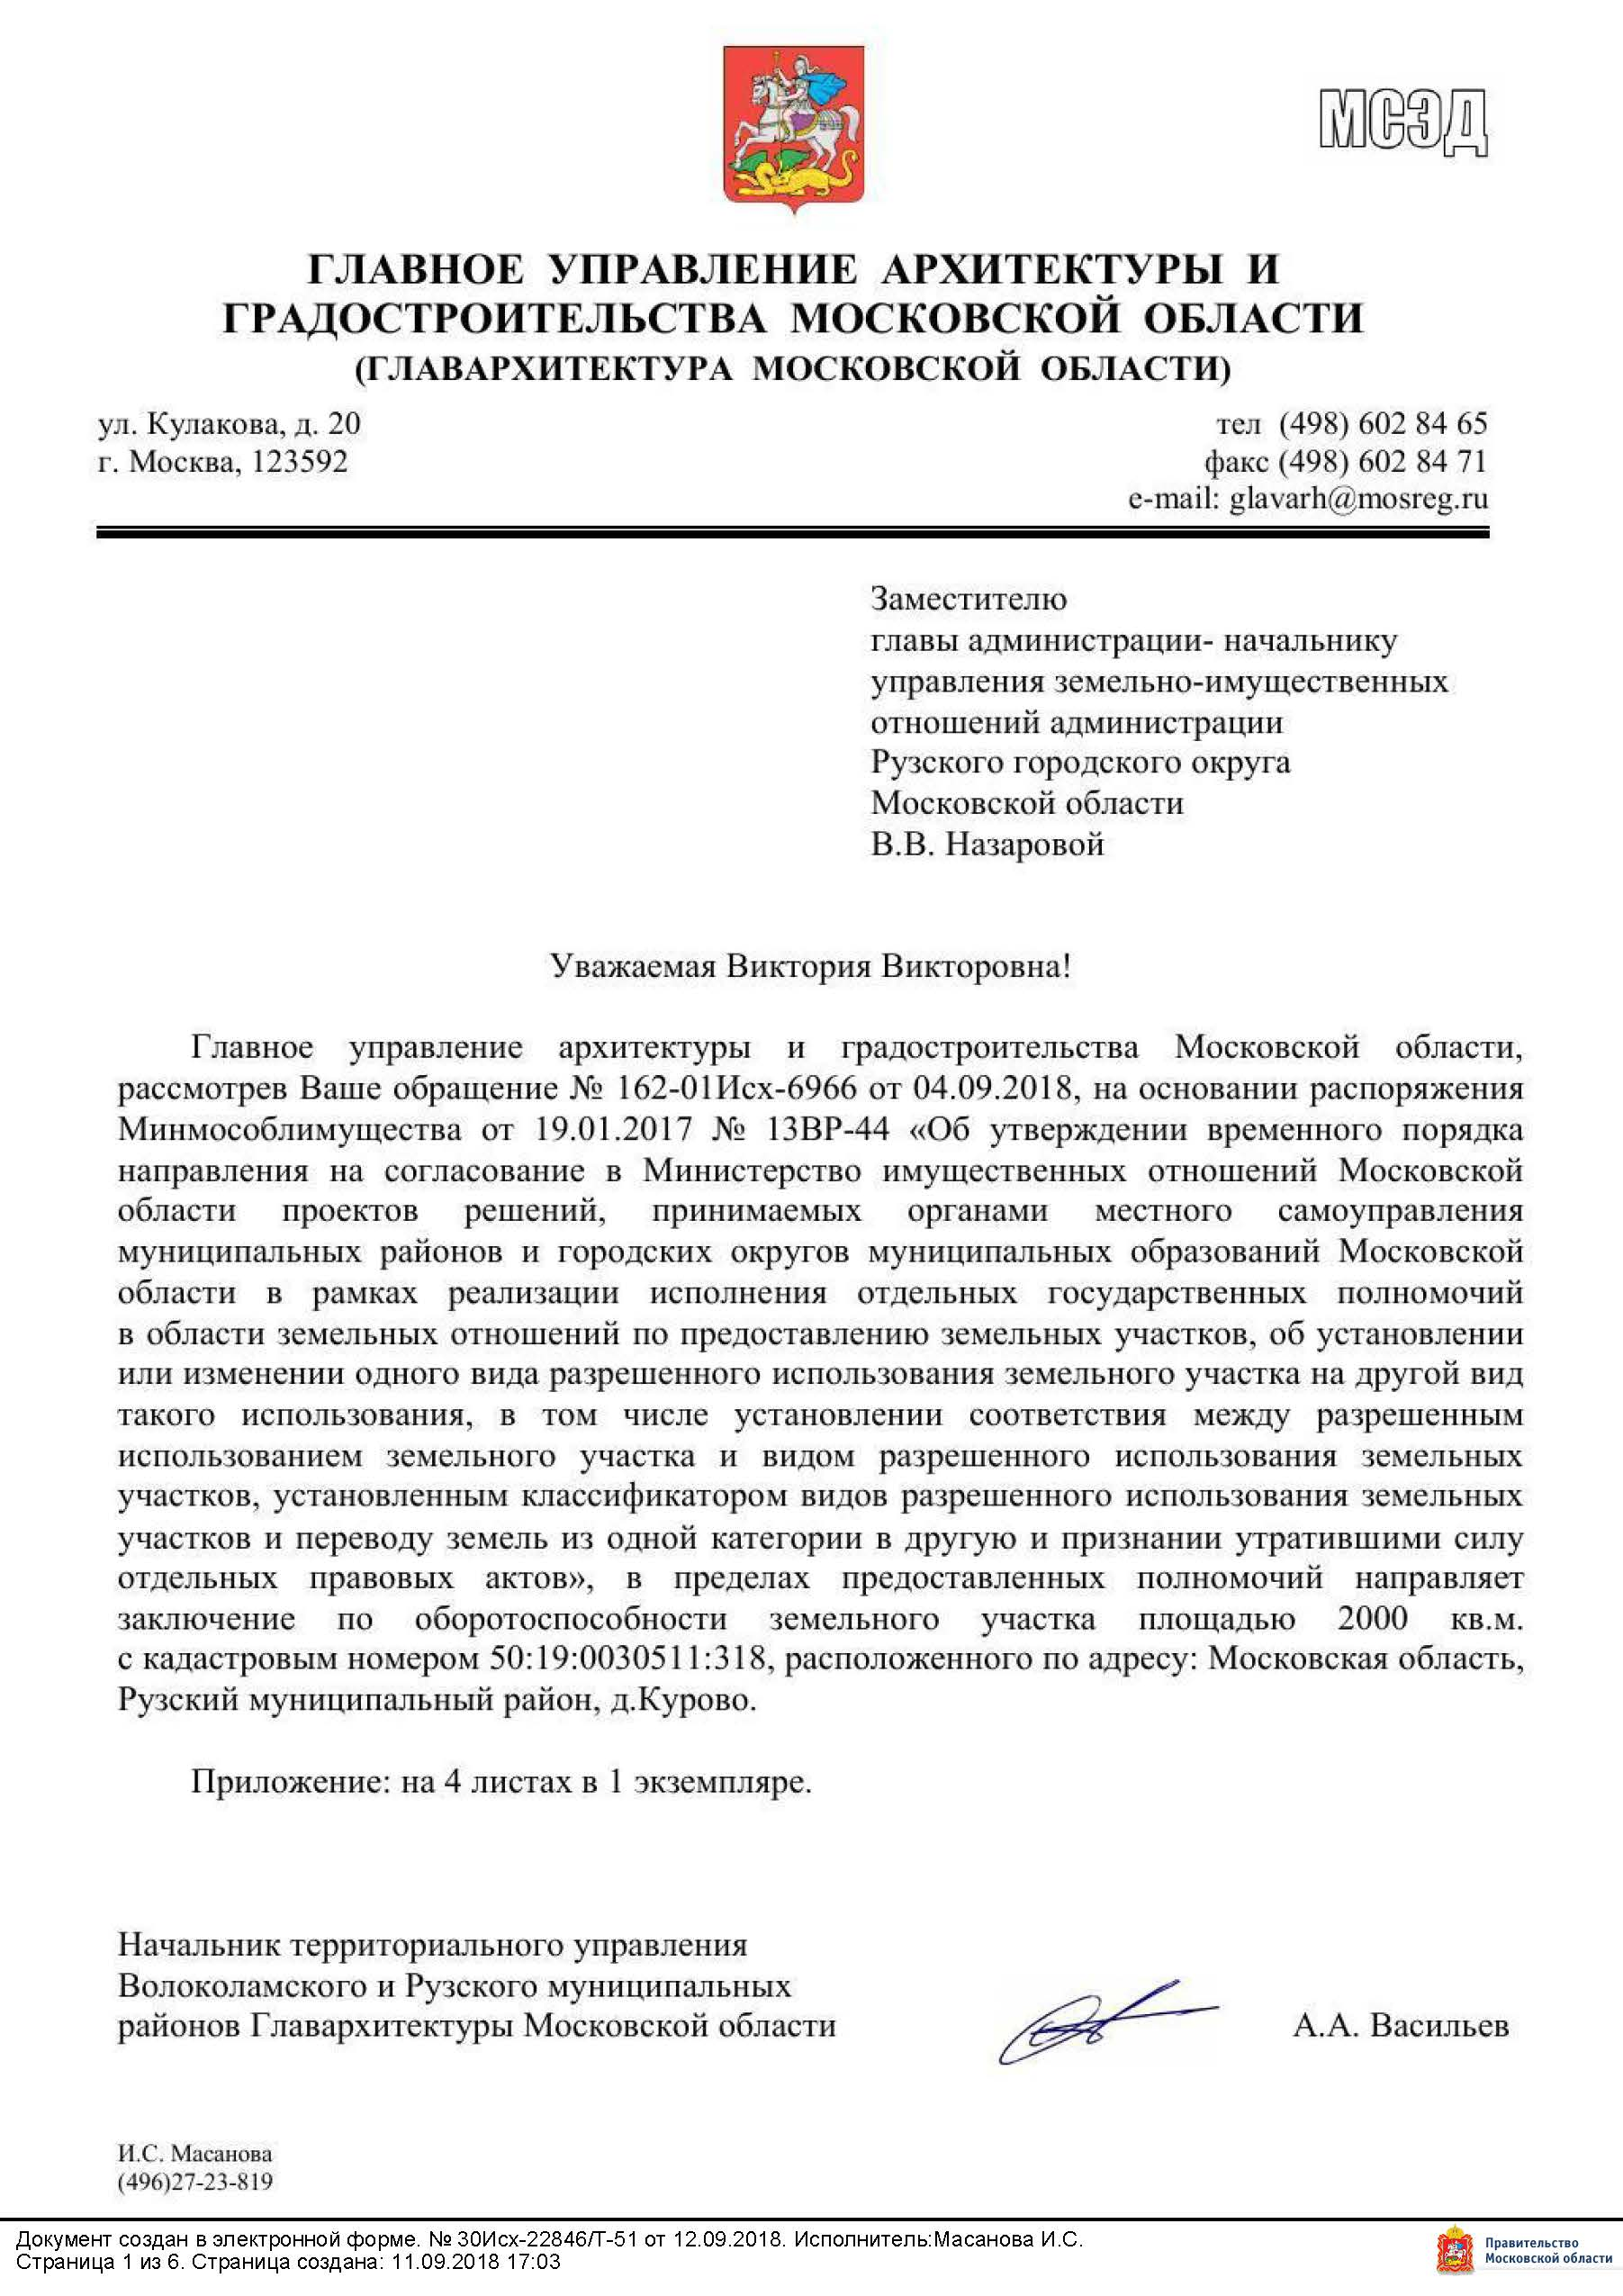 МСЭД
ГЛАВНОЕ УПРАВЛЕНИЕ АРХИТЕКТУРЫ И
ГРАДОСТРОИТЕЛЬСТВА МОСКОВСКОЙ ОБЛАСТИ
(ГЛАВАРХИТЕКТУРА МОСКОВСКОЙ ОБЛАСТИ)
ул. Кулакова, д. 20
г. Москва, 123592
тел (498) 602 84 65
факс (498) 602 84 71
e-mail: glavarh@mosreg.ru
Заместителю
главы администрации- начальнику
управления земельно-имущественных
отношений администрации
Рузского городского округа
Московской области
В.В. Назаровой
Уважаемая Виктория Викторовна!
Главное управление архитектуры и градостроительства Московской области,
рассмотрев Ваше обращение № 162-01Исх-6966 от 04.09.2018, на основании распоряжения
Минмособлимущества от 19.01.2017 № 13ВР-44 «Об утверждении временного порядка
направления на согласование в Министерство имущественных отношений Московской
области проектов решений, принимаемых органами местного самоуправления
муниципальных районов и городских округов муниципальных образований Московской
области в рамках реализации исполнения отдельных государственных полномочий
в области земельных отношений по предоставлению земельных участков, об установлении
или изменении одного вида разрешенного использования земельного участка на другой вид
такого использования, в том числе установлении соответствия между разрешенным
использованием земельного участка и видом разрешенного использования земельных
участков, установленным классификатором видов разрешенного использования земельных
участков и переводу земель из одной категории в другую и признании утратившими силу
отдельных правовых актов», в пределах предоставленных полномочий направляет
заключение по оборотоспособности земельного участка площадью 2000 кв.м.
с кадастровым номером 50:19:0030511:318, расположенного по адресу: Московская область,
Рузский муниципальный район, д.Курово.
Приложение: на 4 листах в 1 экземпляре.
Начальник территориального управления
Волоколамского и Рузского муниципальных
районов Главархитектуры Московской области
А.А. Васильев
И.С. Масанова
(496)27-23-819
Документ создан в электронной форме. № 30Исх-22846/Т-51 от 12.09.2018. Исполнитель:Масанова И.С.
Страница 1 из 6. Страница создана: 11.09.2018 17:03
Правительство
Московской области